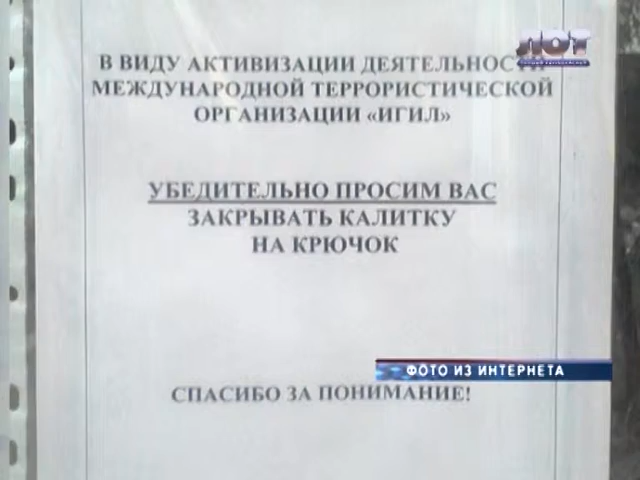 ЛОТ
В ВИДУ АКТИВИЗАЦИИ ДЕЯТЕЛЬНОСТИ
МЕЖДУНАРОДНОЙ ТЕРРОРИСТИЧЕСКОЙ
ОРГАНИЗАЦИИ «ИГИЛ»
УБЕДИТЕЛЬНО ПРОСИМ ВАС
ЗАКРЫВАТЬ КАЛИТКУ
НА КРЮЧОК
ФОТО ИЗ ИНТЕРНЕТА
СПАСИБО ЗА ПОНИМАНИЕ!